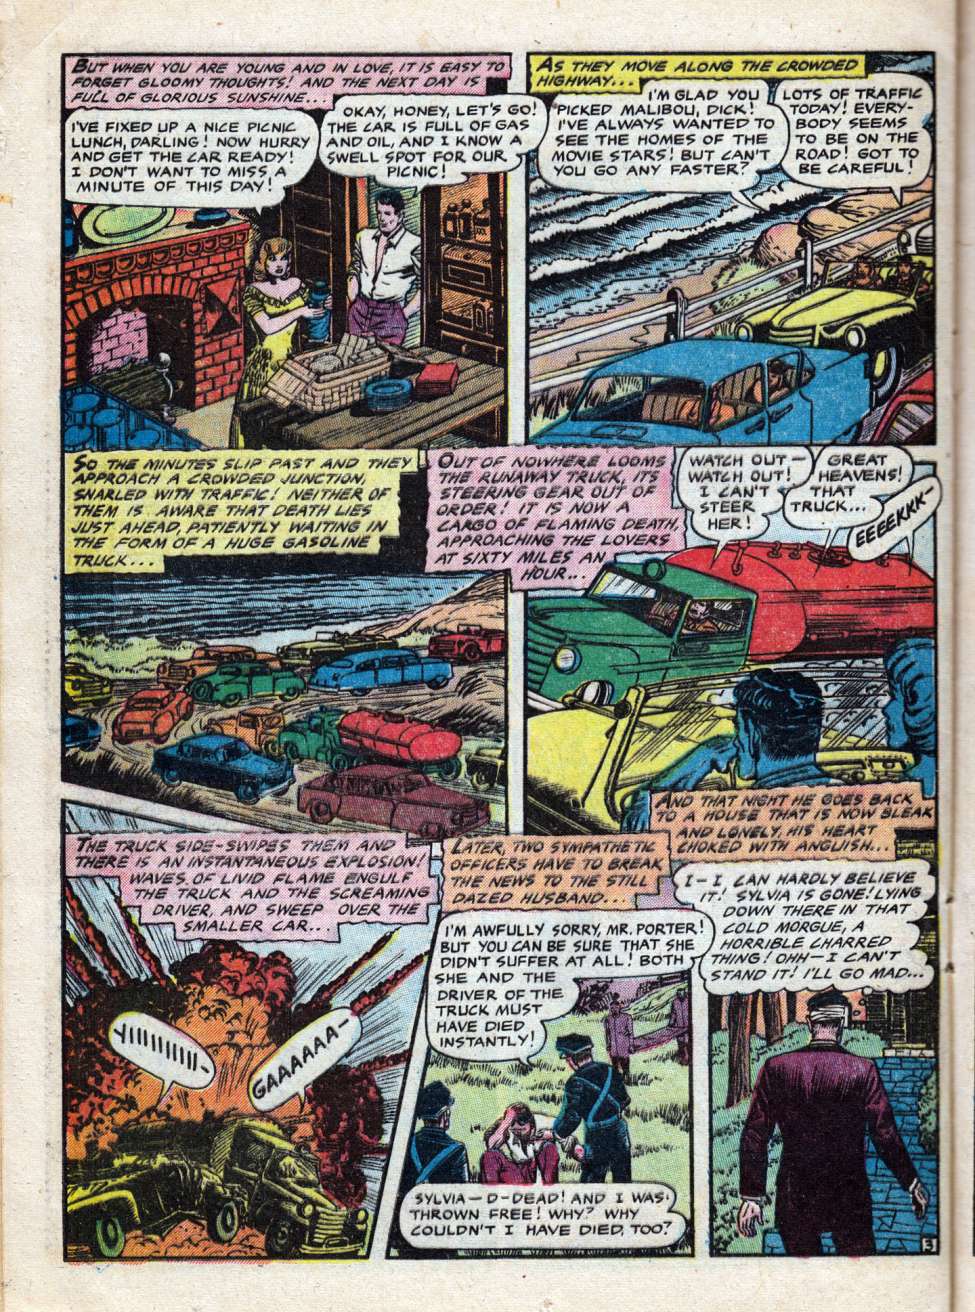 BUT WHEN YOU ARE YOUNG AND IN LOVE, IT IS EASY TO
FORGET GLOOMY THOUGHTS! AND THE NEXT DAY IS
FULL OF GLORIOUS SUNSHINE...
I'VE FIXED UP A NICE PICNIC
LUNCH, DARLING! NOW HURRY
AND GET THE CAR READY!
I DON'T WANT TO MISS A
MINUTE OF THIS DAY!
OKAY, HONEY, LET'S GO!
THE CAR IS FULL OF GAS
AND OIL, AND I KNOW A
SWELL SPOT FOR OUR
PICNIC!
AS THEY MOVE ALONG THE CROWDED
HIGHWAY...
I'M GLAD YOU
PICKED MALIBOU, DICK!
I'VE ALWAYS WANTED TO
SEE THE HOMES OF THE
MOVIE STARS! BUT CAN'T
YOU GO ANY FASTER?
LOTS OF TRAFFIC
TODAY! EVERY-
BODY SEEMS
TO BE ON THE
ROAD! GOT TO
BE CAREFUL!
SO THE MINUTES SLIP PAST AND THEY
APPROACH A CROWDED JUNCTION,
SNARLED WITH TRAFFIC! NEITHER OF
THEM IS AWARE THAT DEATH LIES
JUST AHEAD, PATIENTLY WAITING IN
THE FORM OF A HUGE GASOLINE
TRUCK...
OUT OF NOWHERE LOOMS
THE RUNAWAY TRUCK, ITS
STEERING GEAR OUT OF
ORDER! IT IS NOW A
CARGO OF FLAMING DEATH,
APPROACHING THE LOVERS
AT SIXTY MILES AN
HOUR...
WATCH OUT—
WATCH OUT!
I CAN'T
STEER
HER!
GREAT
HEAVENS!
THAT
TRUCK...
EEEEKKK—
THE TRUCK SIDE-SWIPES THEM AND
THERE IS AN INSTANTANEOUS EXPLOSION!
WAVES OF LIVID FLAME ENGULF
THE TRUCK AND THE SCREAMING
DRIVER, AND SWEEP OVER THE
SMALLER CAR...
YIIIIIIIII—
GAAAAAA—
LATER, TWO SYMPATHETIC
OFFICERS HAVE TO BREAK
THE NEWS TO THE STILL
DAZED HUSBAND...
I'M AWFULLY SORRY, MR. PORTER!
BUT YOU CAN BE SURE THAT SHE
DIDN'T SUFFER AT ALL! BOTH
SHE AND THE
DRIVER OF THE
TRUCK MUST
HAVE DIED
INSTANTLY!
SYLVIA— D-DEAD! AND I WAS
THROWN FREE! WHY? WHY
COULDN'T I HAVE DIED, TOO?
AND THAT NIGHT HE GOES BACK
TO A HOUSE THAT IS NOW BLEAK
AND LONELY, HIS HEART
CHOKED WITH ANGUISH...
I—I, CAN HARDLY BELIEVE
IT! SYLVIA IS GONE! LYING
DOWN THERE IN THAT
COLD MORGUE, A
HORRIBLE CHARRED
THING! OHH—I CAN'T
STAND IT! I'LL GO MAD...
3